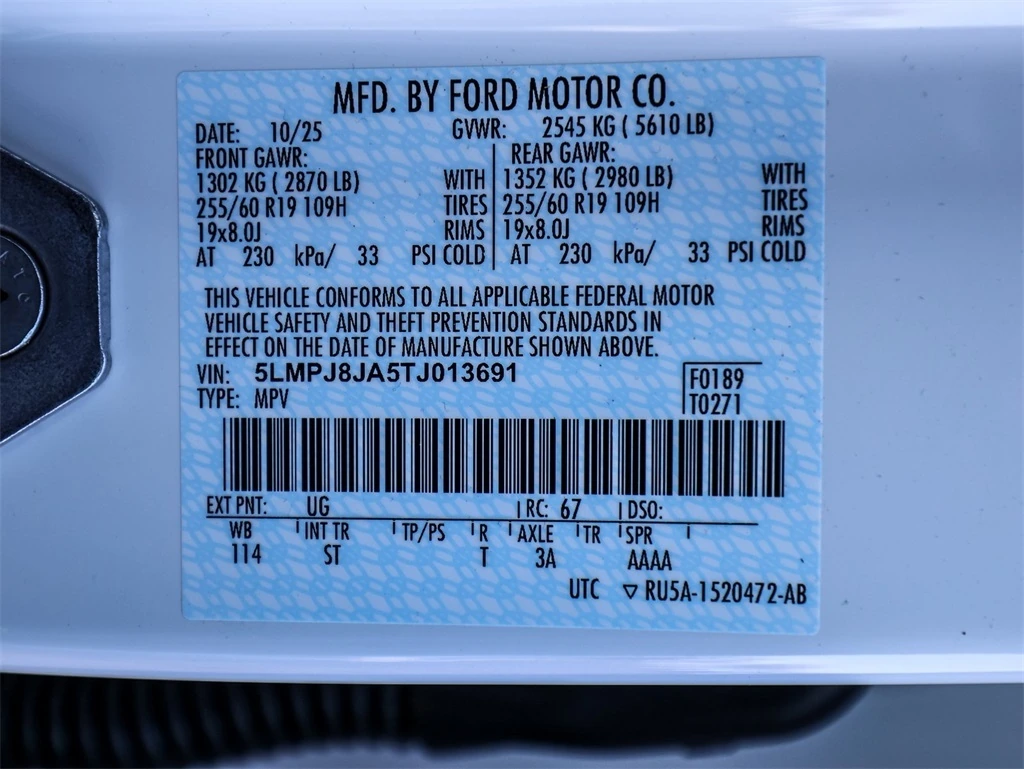 MFD. BY FORD MOTOR CO.
DATE: 10/25 GVWR: 2545 KG ( 5610 LB)
FRONT GAWR: REAR GAWR:
1302 KG ( 2870 LB) WITH 1352 KG ( 2980 LB) WITH
255/60 R19 109H TIRES 255/60 R19 109H TIRES
19x8.0J RIMS 19x8.0J RIMS
AT 230 kPa/ 33 PSI COLD AT 230 kPa/ 33 PSI COLD
THIS VEHICLE CONFORMS TO ALL APPLICABLE FEDERAL MOTOR
VEHICLE SAFETY AND THEFT PREVENTION STANDARDS IN
EFFECT ON THE DATE OF MANUFACTURE SHOWN ABOVE.
VIN: 5LMPJ8JA5TJ013691 F0189
TYPE: MPV T0271
EXT PNT: UG RC: 67 DSO:
WB INT TR TP/PS R AXLE TR SPR
114 ST T 3A AAAA
UTC ▽ RU5A-1520472-AB